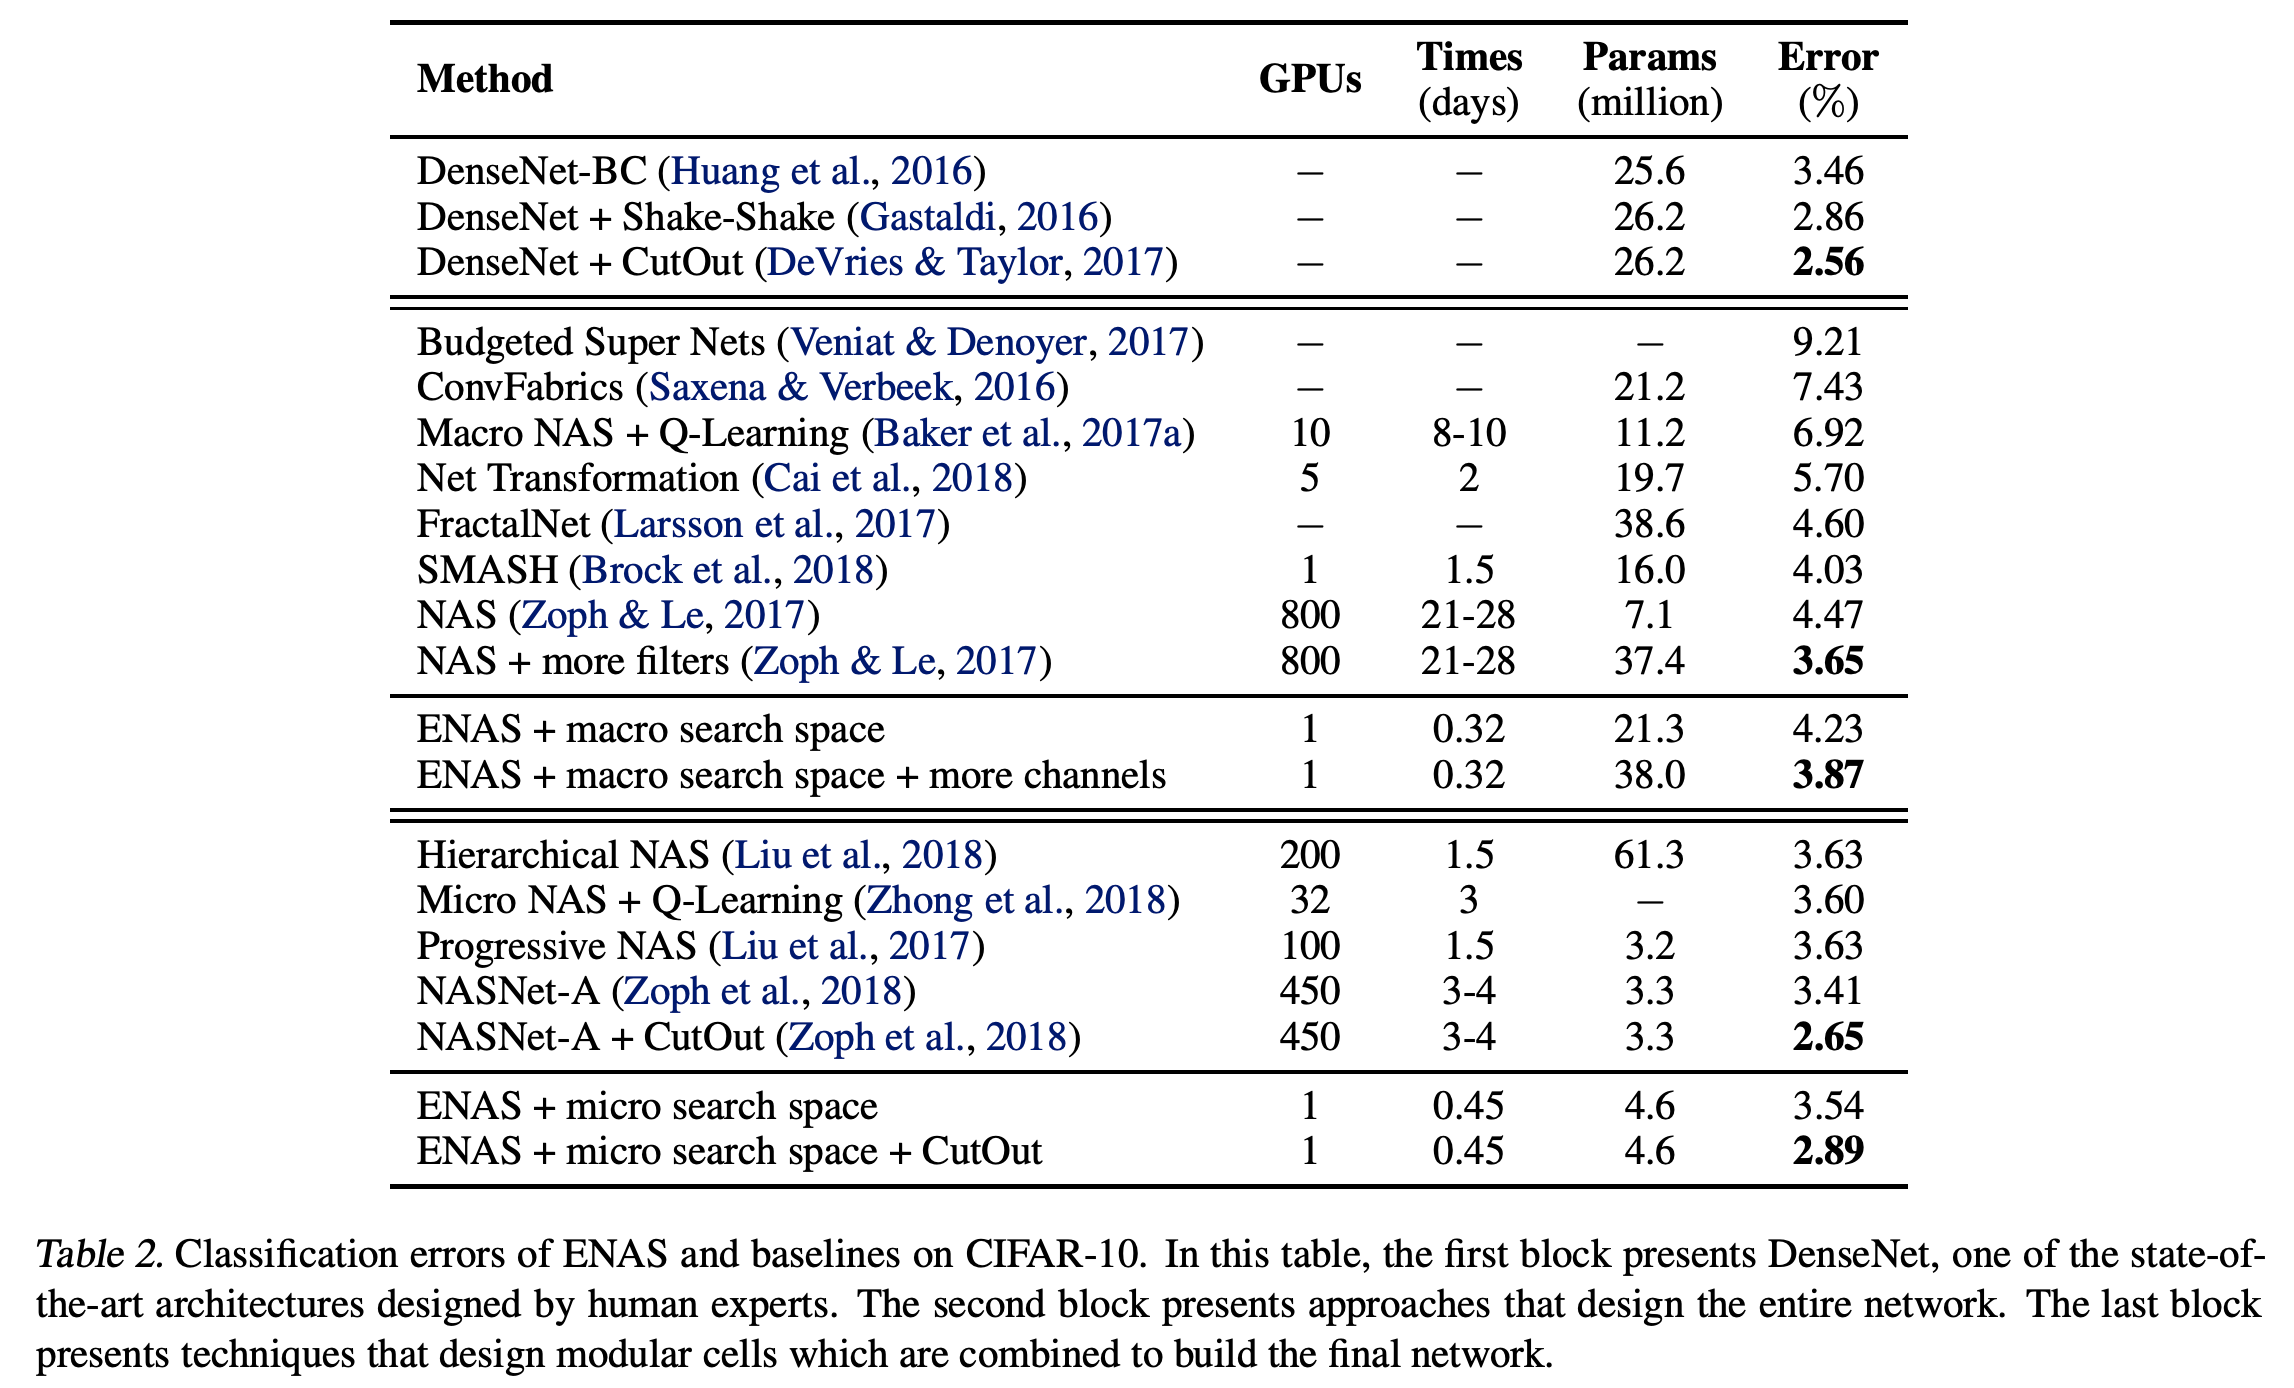 Method GPUs Times (days) Params (million) Error (%)
DenseNet-BC (Huang et al., 2016) – – 25.6 3.46
DenseNet + Shake-Shake (Gastaldi, 2016) – – 26.2 2.86
DenseNet + CutOut (DeVries & Taylor, 2017) – – 26.2 2.56
Budgeted Super Nets (Veniat & Denoyer, 2017) – – – 9.21
ConvFabrics (Saxena & Verbeek, 2016) – – 21.2 7.43
Macro NAS + Q-Learning (Baker et al., 2017a) 10 8-10 11.2 6.92
Net Transformation (Cai et al., 2018) 5 2 19.7 5.70
FractalNet (Larsson et al., 2017) – – 38.6 4.60
SMASH (Brock et al., 2018) 1 1.5 16.0 4.03
NAS (Zoph & Le, 2017) 800 21-28 7.1 4.47
NAS + more filters (Zoph & Le, 2017) 800 21-28 37.4 3.65
ENAS + macro search space 1 0.32 21.3 4.23
ENAS + macro search space + more channels 1 0.32 38.0 3.87
Hierarchical NAS (Liu et al., 2018) 200 1.5 61.3 3.63
Micro NAS + Q-Learning (Zhong et al., 2018) 32 3 – 3.60
Progressive NAS (Liu et al., 2017) 100 1.5 3.2 3.63
NASNet-A (Zoph et al., 2018) 450 3-4 3.3 3.41
NASNet-A + CutOut (Zoph et al., 2018) 450 3-4 3.3 2.65
ENAS + micro search space 1 0.45 4.6 3.54
ENAS + micro search space + CutOut 1 0.45 4.6 2.89
Table 2. Classification errors of ENAS and baselines on CIFAR-10. In this table, the first block presents DenseNet, one of the state-of-
the-art architectures designed by human experts. The second block presents approaches that design the entire network. The last block
presents techniques that design modular cells which are combined to build the final network.